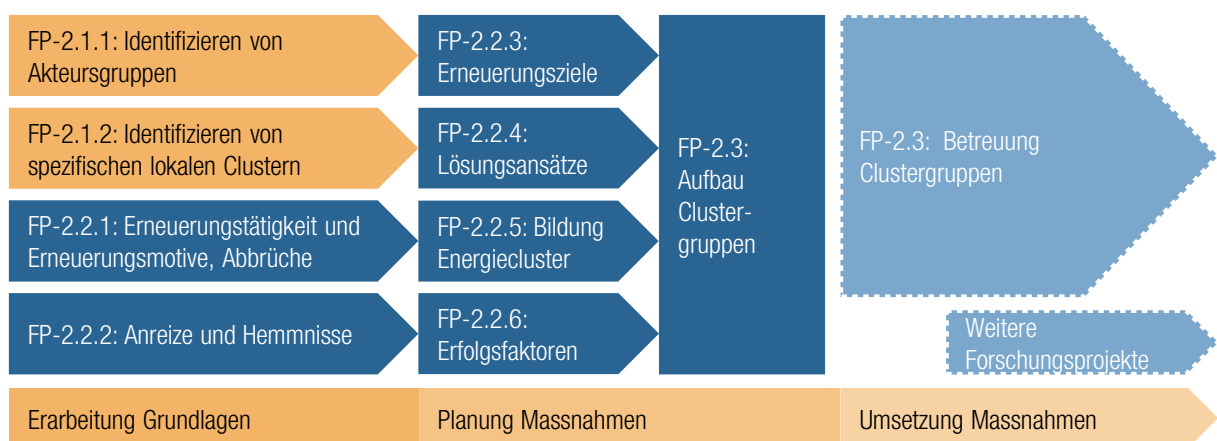 FP-2.1.1: Identifizieren von
Akteursgruppen
FP-2.1.2: Identifizieren von
spezifischen lokalen Clustern
FP-2.2.1: Erneuerungstätigkeit und
Erneuerungsmotive, Abbrüche
FP-2.2.2: Anreize und Hemmnisse
FP-2.2.3:
Erneuerungsziele
FP-2.2.4:
Lösungsansätze
FP-2.2.5: Bildung
Energiecluster
FP-2.2.6:
Erfolgsfaktoren
FP-2.3:
Aufbau
Cluster-
gruppen
FP-2.3: Betreuung
Clustergruppen
Weitere
Forschungsprojekte
Erarbeitung Grundlagen
Planung Massnahmen
Umsetzung Massnahmen